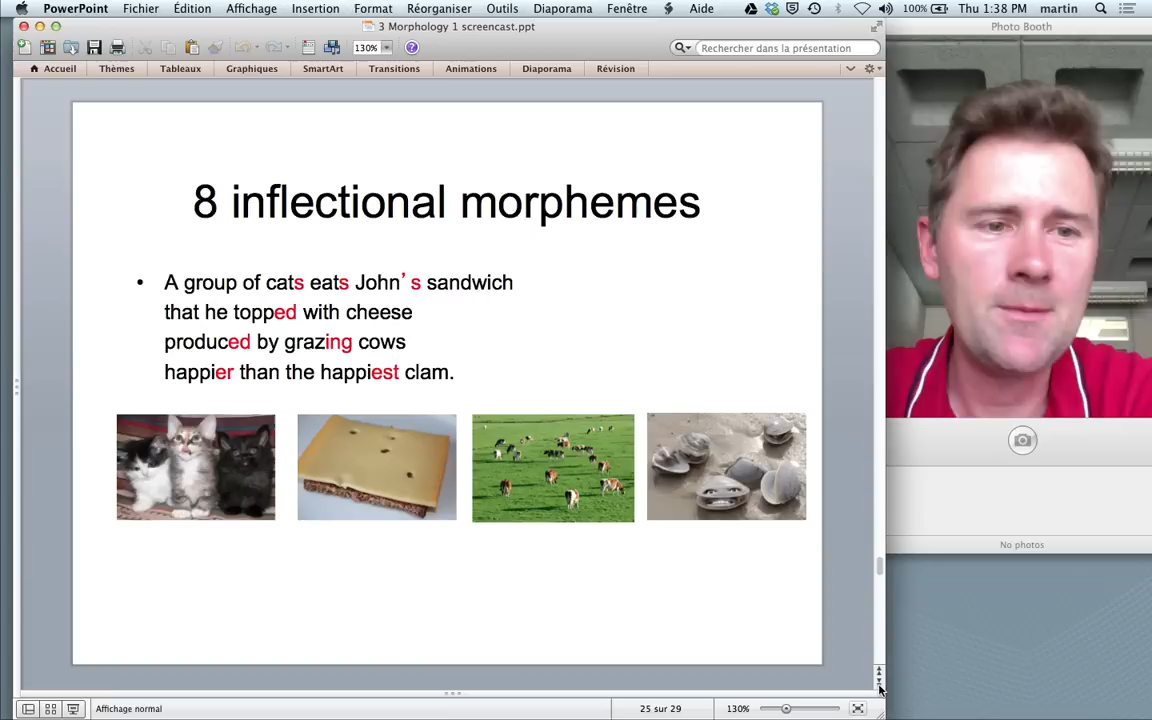 PowerPoint Fichier Édition Affichage Insertion Format Réorganiser Outils Diaporama Fenêtre Aide 100% Thu 1:38 PM martin
3 Morphology 1 screencast.ppt
Photo Booth
130%
Rechercher dans la présentation
Accueil Thèmes Tableaux Graphiques SmartArt Transitions Animations Diaporama Révision
8 inflectional morphemes
• A group of cats eats John’s sandwich
that he topped with cheese
produced by grazing cows
happier than the happiest clam.
No photos
Affichage normal 25 sur 29 130%